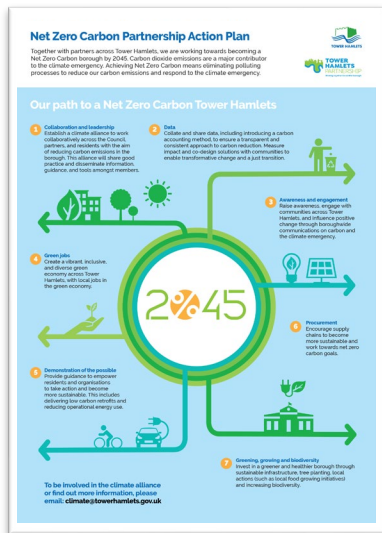 Net Zero Carbon Partnership Action Plan
Together with partners across Tower Hamlets, we are working towards becoming a
Net Zero Carbon borough by 2045. Carbon dioxide emissions are a major contributor
to the climate emergency. Achieving Net Zero Carbon means eliminating polluting
processes to reduce our carbon emissions and respond to the climate emergency.
TOWER HAMLETS
TOWER
HAMLETS
PARTNERSHIP
Our path to a Net Zero Carbon Tower Hamlets
1 Collaboration and leadership
Establish a climate alliance to work
collaboratively across the Council,
partners, and residents with the aim
of reducing carbon emissions in the
borough. This alliance will share good
practice and disseminate information,
guidance, and tools amongst members.
2 Data
Collate and share data, including introducing a carbon
accounting method, to ensure a transparent and
consistent approach to carbon reduction. Measure
impact and co-design solutions with communities to
enable transformative change and a just transition.
3 Awareness and engagement
Raise awareness, engage with
communities across Tower
Hamlets, and influence positive
change through boroughwide
communications on carbon and
the climate emergency.
4 Green jobs
Create a vibrant, inclusive,
and diverse green
economy across Tower
Hamlets, with local jobs in
the green economy.
2%45
5 Demonstration of the possible
Provide guidance to empower
residents and organisations
to take action and become
more sustainable. This includes
delivering low carbon retrofits and
reducing operational energy use.
6 Procurement
Encourage supply
chains to become
more sustainable and
work towards net zero
carbon goals.
7 Greening, growing and biodiversity
Invest in a greener and healthier borough through
sustainable infrastructure, tree planting, local
actions (such as local food growing initiatives)
and increasing biodiversity.
To be involved in the climate alliance
or find out more information, please
email: climate@towerhamlets.gov.uk